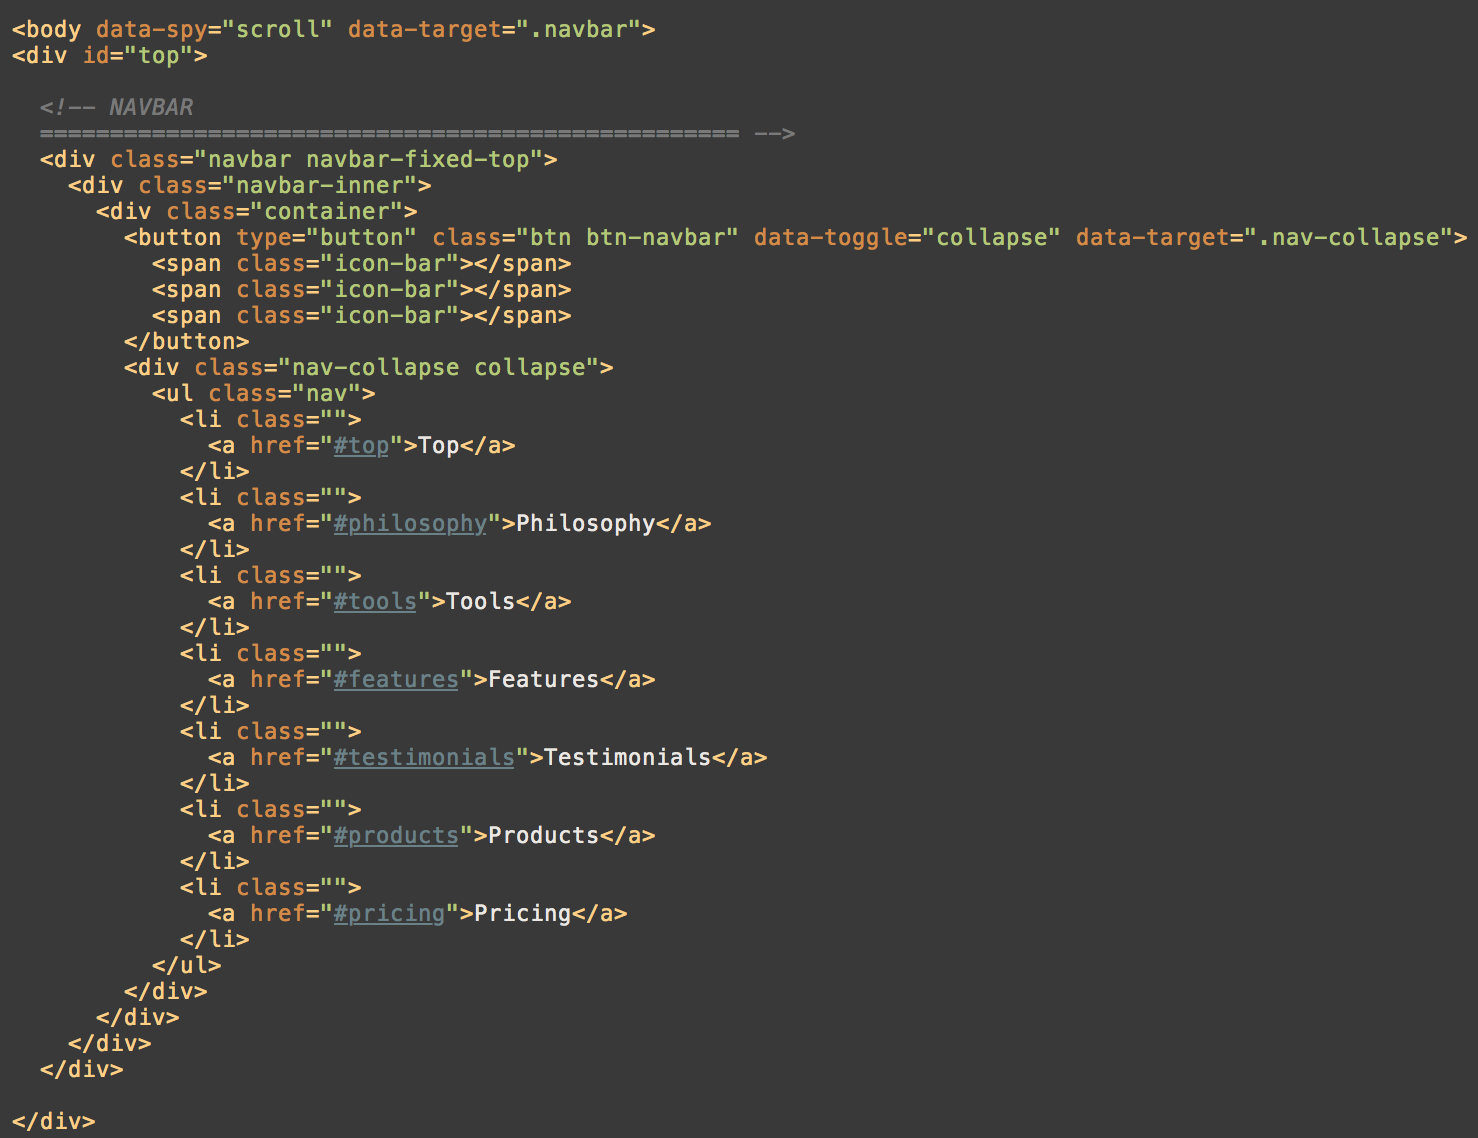 <body data-spy="scroll" data-target=".navbar">
<div id="top">

  <!-- NAVBAR
  ================================================== -->
  <div class="navbar navbar-fixed-top">
    <div class="navbar-inner">
      <div class="container">
        <button type="button" class="btn btn-navbar" data-toggle="collapse" data-target=".nav-collapse">
          <span class="icon-bar"></span>
          <span class="icon-bar"></span>
          <span class="icon-bar"></span>
        </button>
        <div class="nav-collapse collapse">
          <ul class="nav">
            <li class="">
              <a href="#top">Top</a>
            </li>
            <li class="">
              <a href="#philosophy">Philosophy</a>
            </li>
            <li class="">
              <a href="#tools">Tools</a>
            </li>
            <li class="">
              <a href="#features">Features</a>
            </li>
            <li class="">
              <a href="#testimonials">Testimonials</a>
            </li>
            <li class="">
              <a href="#products">Products</a>
            </li>
            <li class="">
              <a href="#pricing">Pricing</a>
            </li>
          </ul>
        </div>
      </div>
    </div>
  </div>

</div>